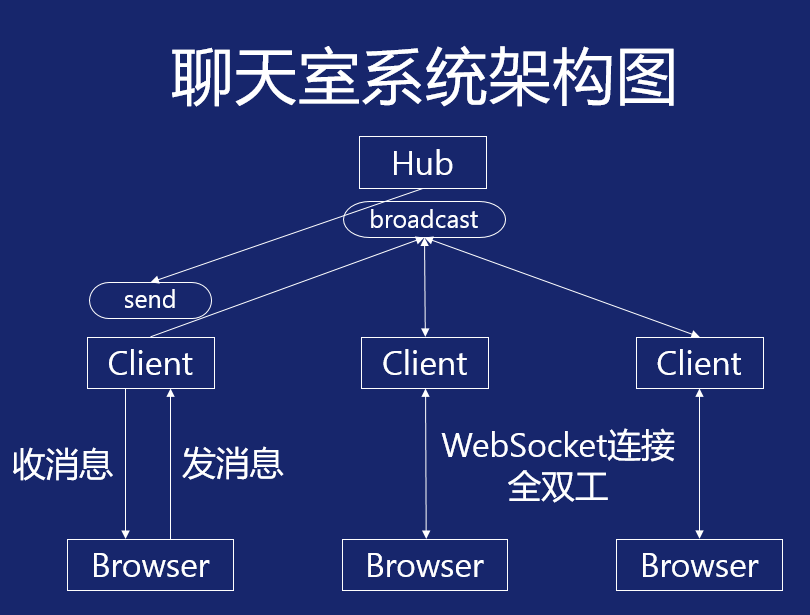 聊天室系统架构图
Hub
broadcast
send
Client
Client
Client
收消息
发消息
WebSocket连接
全双工
Browser
Browser
Browser